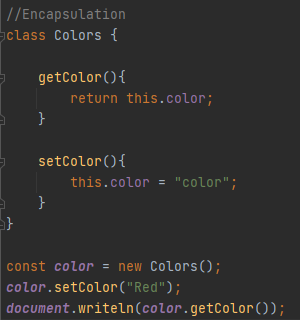 //Encapsulation
class Colors {
getColor(){
return this.color;
}
setColor(){
this.color = "color";
}
}
const color = new Colors();
color.setColor("Red");
document.writeln(color.getColor());